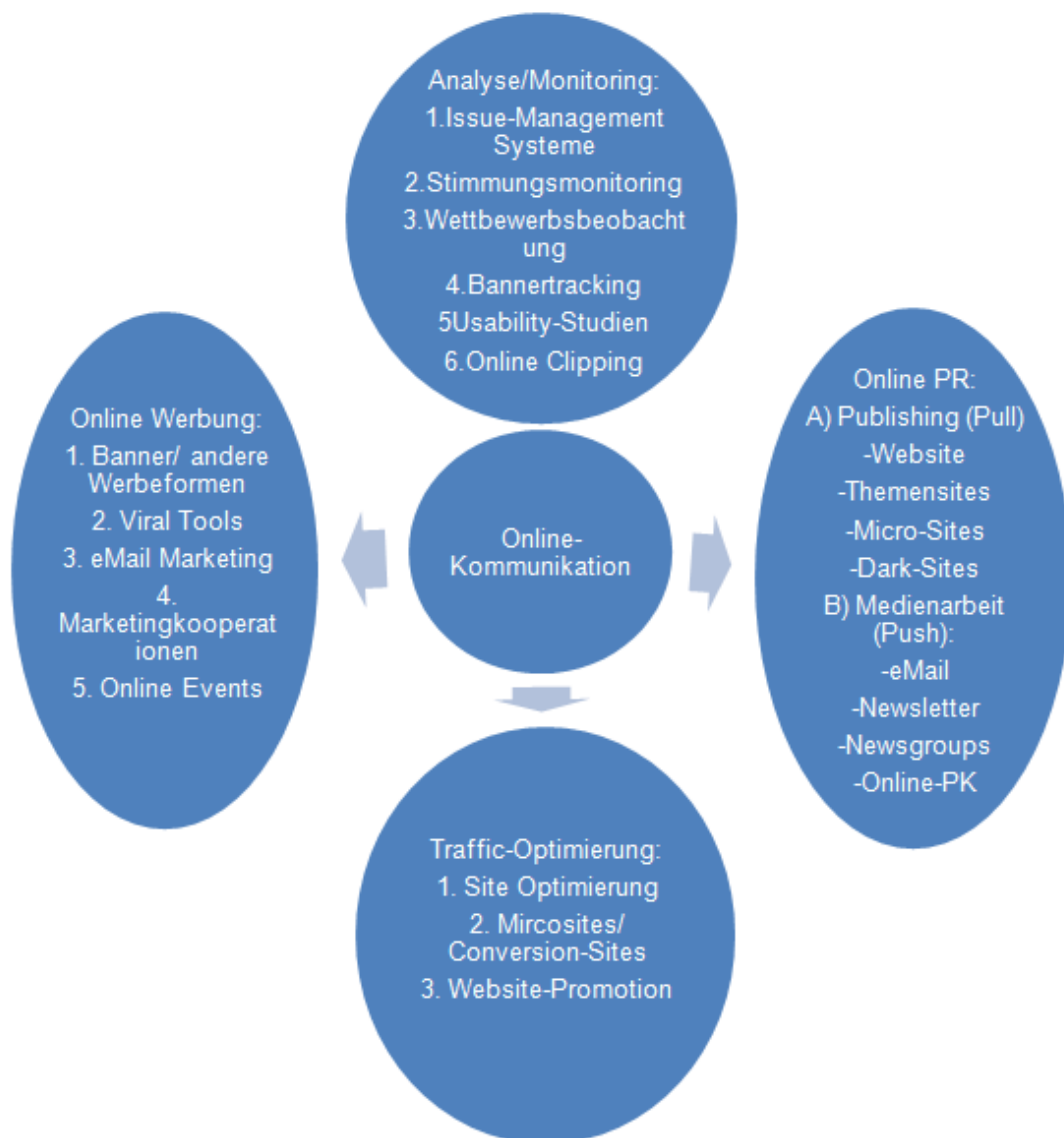 Analyse/Monitoring:
1.Issue-Management
Systeme
2.Stimmungsmonitoring
3.Wettbewerbsbeobacht
ung
4.Bannertracking
5Usability-Studien
6.Online Clipping
Online Werbung:
1. Banner/ andere
Werbeformen
2. Viral Tools
3. eMail Marketing
4.
Marketingkooperat
ionen
5. Online Events
Online-
Kommunikation
Online PR:
A) Publishing (Pull)
-Website
-Themensites
-Micro-Sites
-Dark-Sites
B) Medienarbeit
(Push):
-eMail
-Newsletter
-Newsgroups
-Online-PK
Traffic-Optimierung:
1. Site Optimierung
2. Mircosites/
Conversion-Sites
3. Website-Promotion